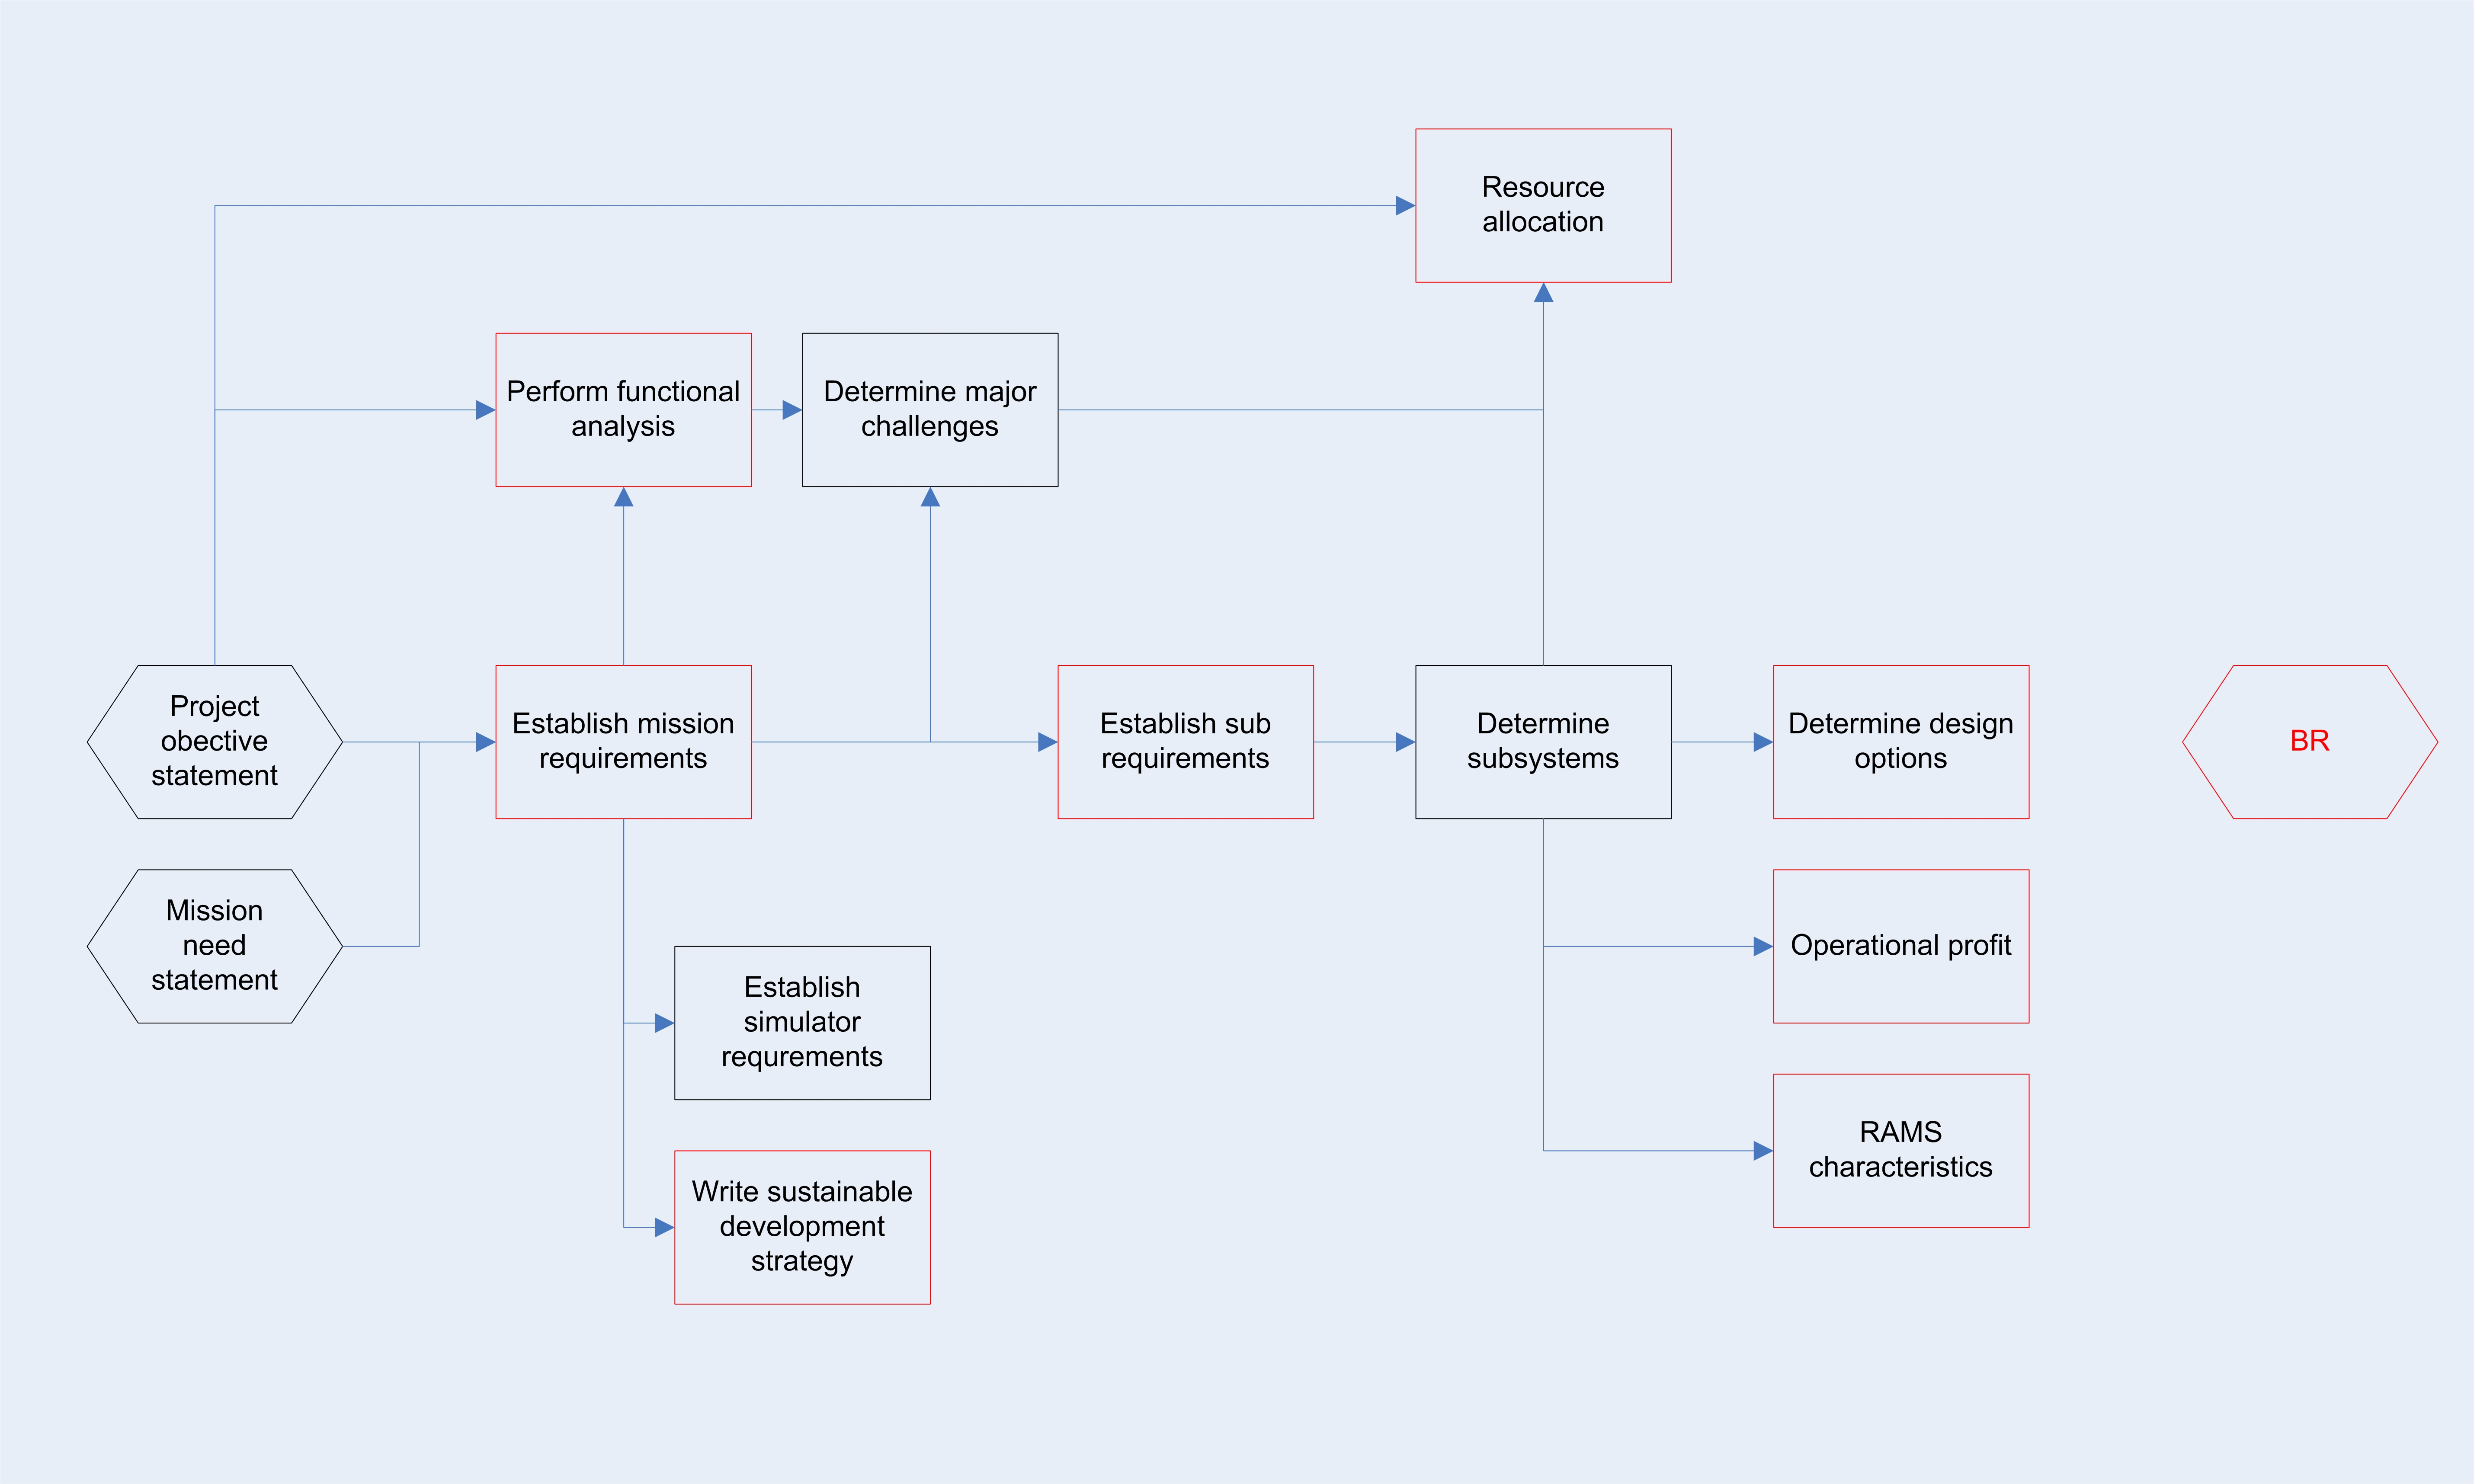 Resource
allocation
Perform functional
analysis
Determine major
challenges
Project
obective
statement
Establish mission
requirements
Establish sub
requirements
Determine
subsystems
Determine design
options
BR
Mission
need
statement
Operational profit
Establish
simulator
requrements
RAMS
characteristics
Write sustainable
development
strategy